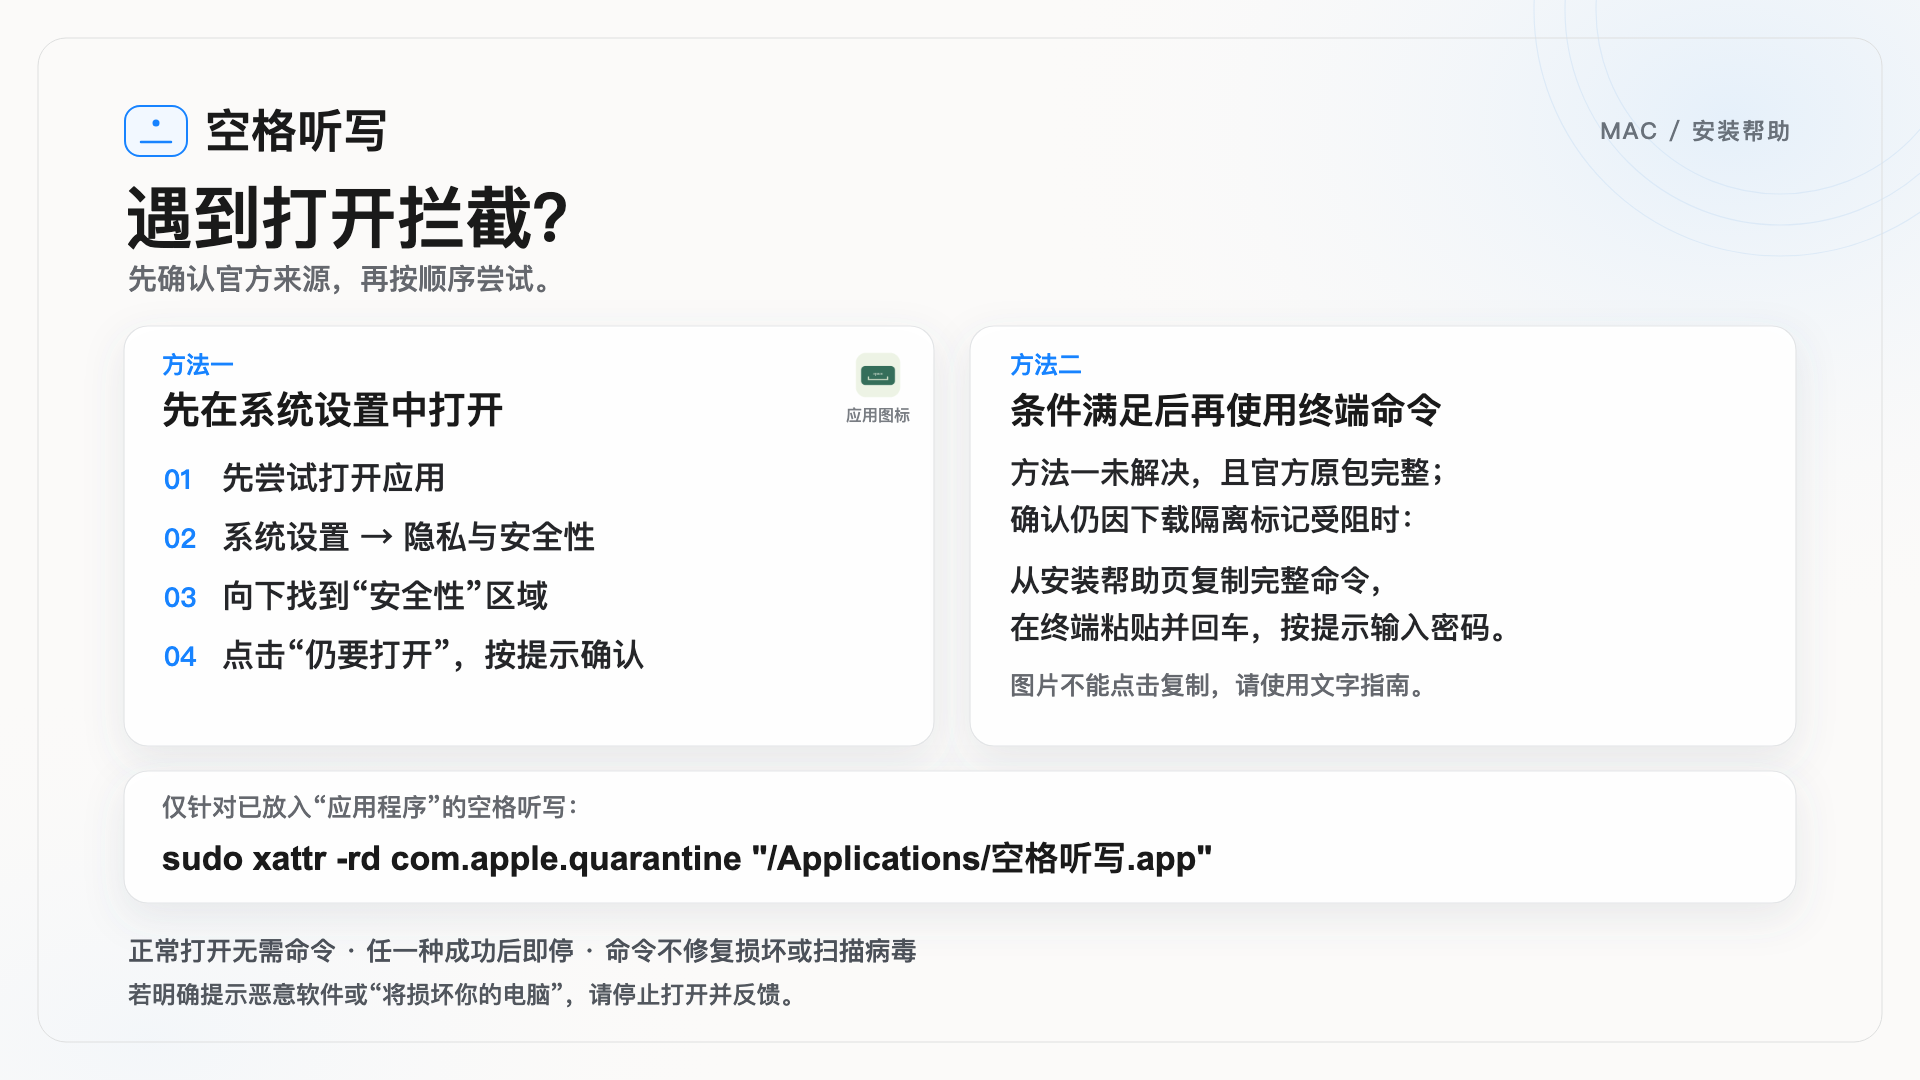 空格听写
MAC / 安装帮助
遇到打开拦截?
先确认官方来源，再按顺序尝试。
方法一
先在系统设置中打开
应用图标
01 先尝试打开应用
02 系统设置 → 隐私与安全性
03 向下找到“安全性”区域
04 点击“仍要打开”，按提示确认
方法二
条件满足后再使用终端命令
方法一未解决，且官方原包完整；
确认仍因下载隔离标记受阻时：
从安装帮助页复制完整命令，
在终端粘贴并回车，按提示输入密码。
图片不能点击复制，请使用文字指南。
仅针对已放入“应用程序”的空格听写：
sudo xattr -rd com.apple.quarantine "/Applications/空格听写.app"
正常打开无需命令 · 任一种成功后即停 · 命令不修复损坏或扫描病毒
若明确提示恶意软件或“将损坏你的电脑”，请停止打开并反馈。